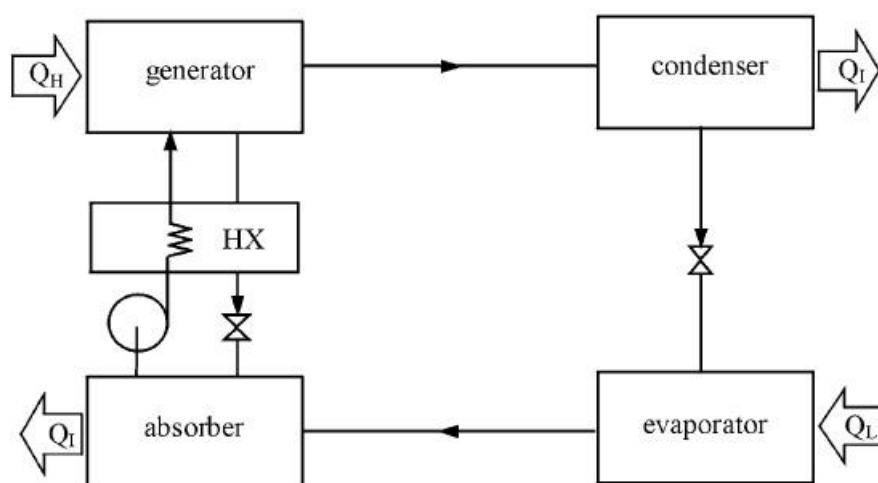 Q_H
generator
condenser
Q_I
HX
Q_I
absorber
evaporator
Q_L